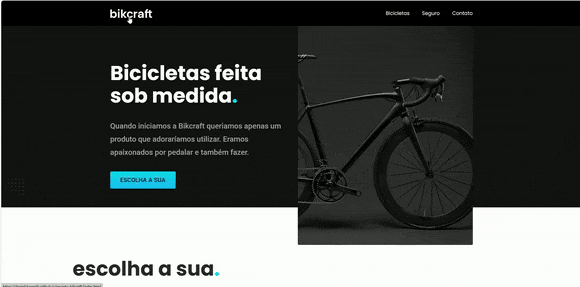 bikcraft
Bicicletas
Seguro
Contato
Bicicletas feita
sob medida.
Quando iniciamos a Bikcraft queriamos apenas um
produto que adoraríamos utilizar. Eramos
apaixonados por pedalar e também fazer.
ESCOLHA A SUA
escolha a sua.